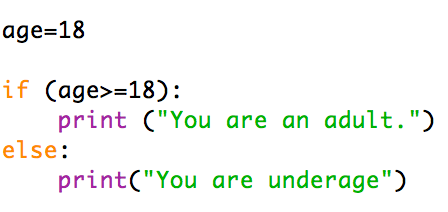 age=18
if (age>=18):
    print ("You are an adult.")
else:
    print("You are underage")